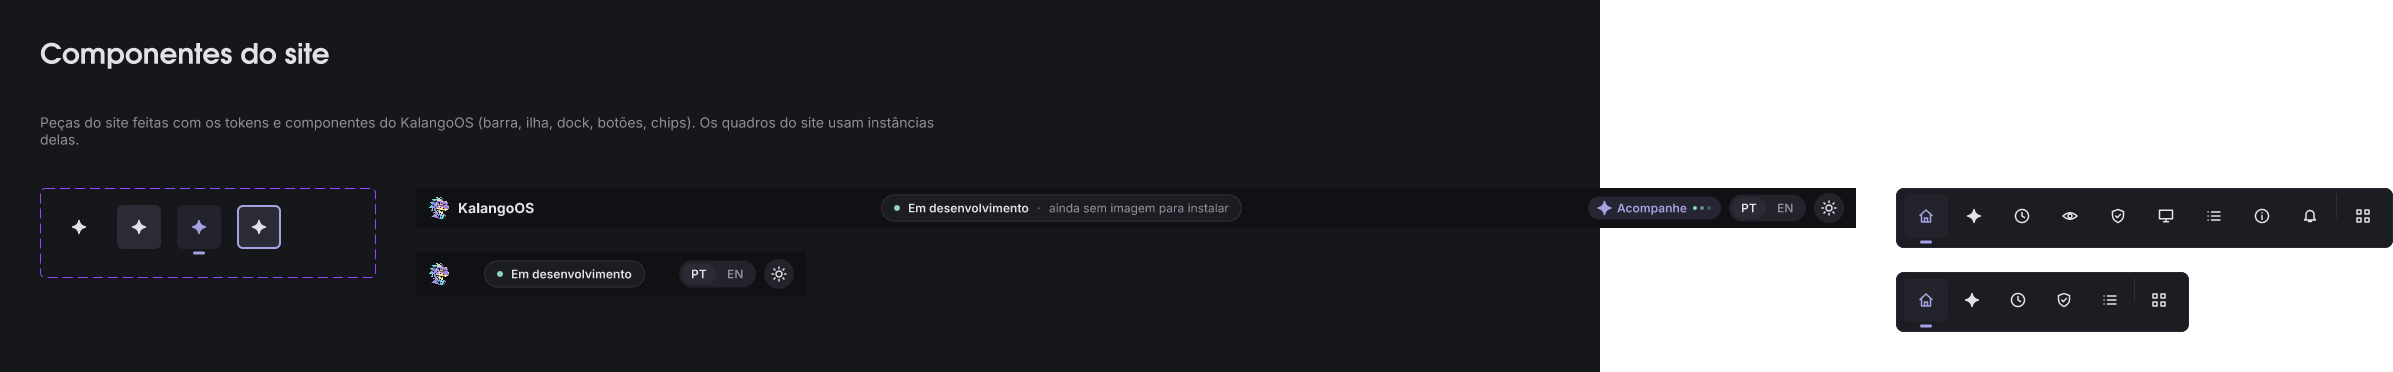 Componentes do site
Peças do site feitas com os tokens e componentes do KalangoOS (barra, ilha, dock, botões, chips). Os quadros do site usam instâncias
delas.
KalangoOS
Em desenvolvimento · ainda sem imagem para instalar
Acompanhe
PT EN
Em desenvolvimento
PT EN